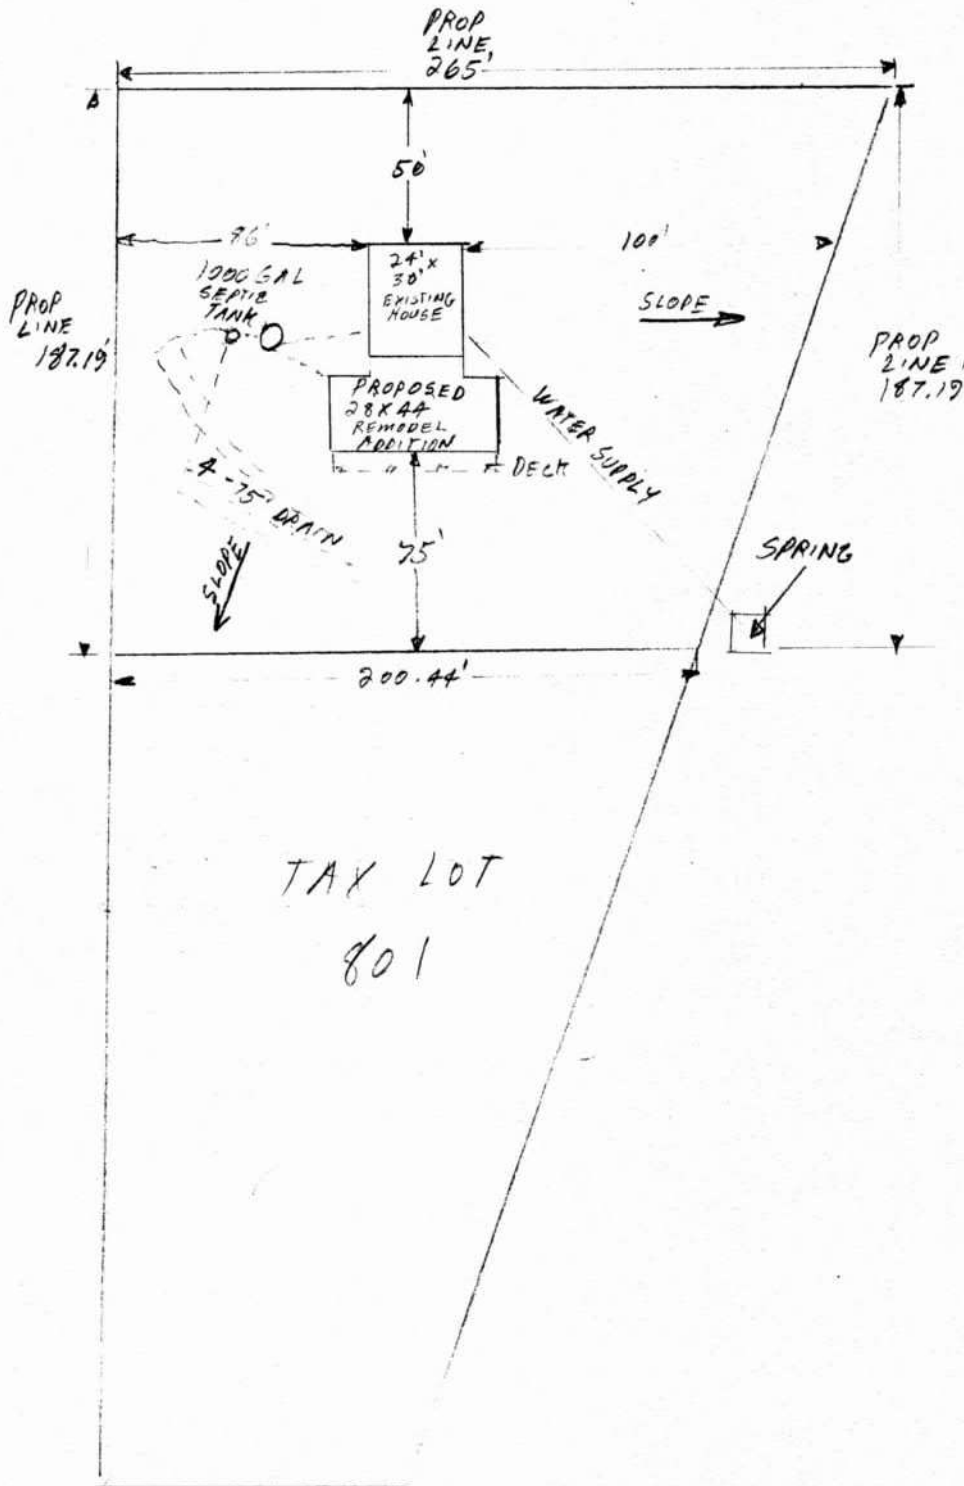 PROP
LINE
265'
50'
100'
24' x
30'
EXISTING
HOUSE
1000 GAL
SEPTIC
TANK
SLOPE
PROP
LINE
187.19'
PROP
LINE
187.19'
PROPOSED
28 X 44
REMODEL
ADDITION
DECK
WATER SUPPLY
4-75' DRAIN
75'
SLOPE
SPRING
200.44'
TAX LOT
801